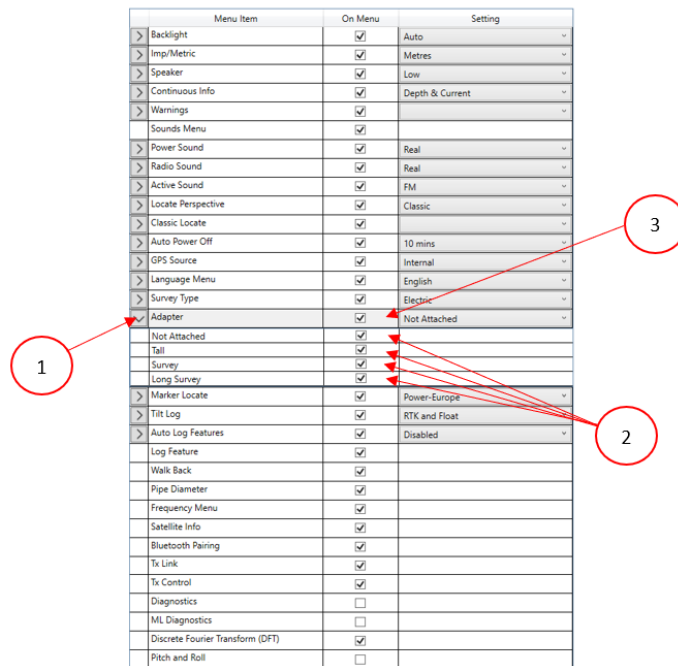 Menu Item On Menu Setting
Backlight Auto
Imp/Metric Metres
Speaker Low
Continuous Info Depth & Current
Warnings
Sounds Menu
Power Sound Real
Radio Sound Real
Active Sound FM
Locate Perspective Classic
Classic Locate
Auto Power Off 10 mins
GPS Source Internal
Language Menu English
Survey Type Electric
Adapter Not Attached
Not Attached
Tall
Survey
Long Survey
Marker Locate Power-Europe
Tilt Log RTK and Float
Auto Log Features Disabled
Log Feature
Walk Back
Pipe Diameter
Frequency Menu
Satellite Info
Bluetooth Pairing
Tx Link
Tx Control
Diagnostics
ML Diagnostics
Discrete Fourier Transform (DFT)
Pitch and Roll
1
2
3